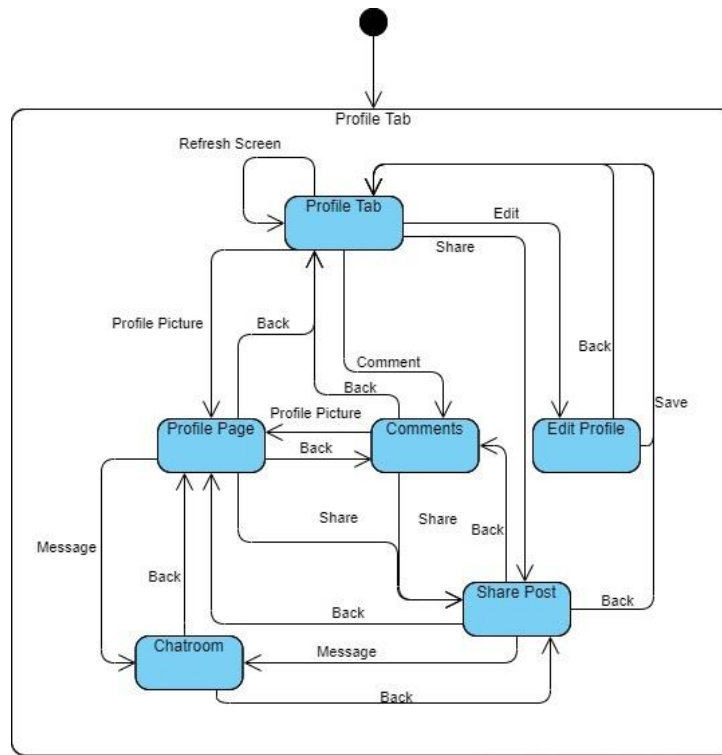 Profile Tab
Refresh Screen
Profile Tab
Edit
Share
Profile Picture
Back
Comment
Back
Back
Profile Picture
Save
Profile Page
Comments
Edit Profile
Back
Share
Share
Back
Message
Back
Share Post
Back
Back
Chatroom
Message
Back